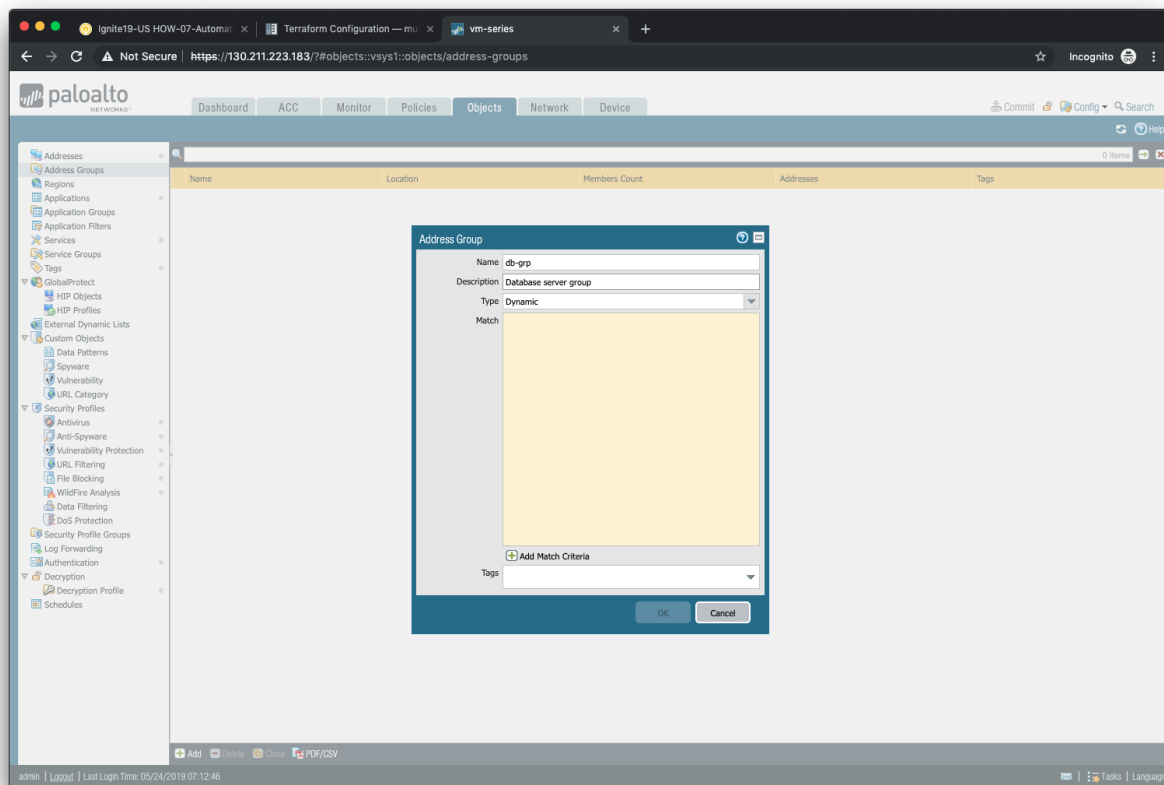 Ignite19-US HOW-07-Automat
Terraform Configuration — mul
vm-series
Not Secure | https://130.211.223.183/?#objects::vsys1::objects/address-groups
Incognito
paloalto
NETWORKS®
Dashboard
ACC
Monitor
Policies
Objects
Network
Device
Commit
Config
Search
Help
Addresses
Address Groups
Regions
Applications
Application Groups
Application Filters
Services
Service Groups
Tags
GlobalProtect
HIP Objects
HIP Profiles
External Dynamic Lists
Custom Objects
Data Patterns
Spyware
Vulnerability
URL Category
Security Profiles
Antivirus
Anti-Spyware
Vulnerability Protection
URL Filtering
File Blocking
WildFire Analysis
Data Filtering
DoS Protection
Security Profile Groups
Log Forwarding
Authentication
Decryption
Decryption Profile
Schedules
0 items
Name
Location
Members Count
Addresses
Tags
Address Group
Name db-grp
Description Database server group
Type Dynamic
Match
Add Match Criteria
Tags
OK
Cancel
Add
Delete
Clone
PDF/CSV
admin | Logout | Last Login Time: 05/24/2019 07:12:46
Tasks | Language